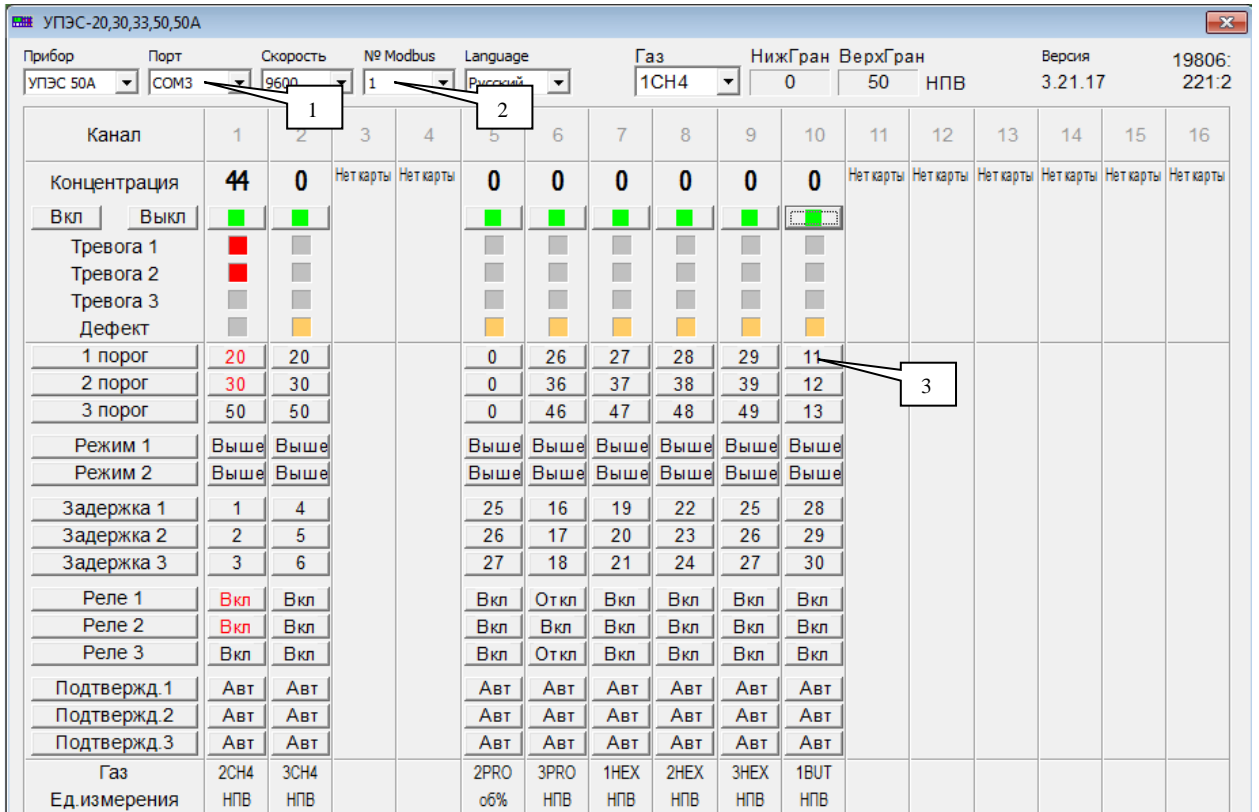 УПЭС-20,30,33,50,50А
Прибор Порт Скорость № Modbus Language Газ НижГран ВерхГран Версия 19806:
УПЭС 50А COM3 9600 1 Русский 1CH4 0 50 НПВ 3.21.17 221:2
1 2
Канал 1 2 3 4 5 6 7 8 9 10 11 12 13 14 15 16
Концентрация 44 0 Нет карты Нет карты 0 0 0 0 0 0 Нет карты Нет карты Нет карты Нет карты Нет карты Нет карты
Вкл Выкл
Тревога 1
Тревога 2
Тревога 3
Дефект
1 порог 20 20 0 26 27 28 29 11
2 порог 30 30 0 36 37 38 39 12 3
3 порог 50 50 0 46 47 48 49 13
Режим 1 Выше Выше Выше Выше Выше Выше Выше Выше
Режим 2 Выше Выше Выше Выше Выше Выше Выше Выше
Задержка 1 1 4 25 16 19 22 25 28
Задержка 2 2 5 26 17 20 23 26 29
Задержка 3 3 6 27 18 21 24 27 30
Реле 1 Вкл Вкл Вкл Откл Вкл Вкл Вкл Вкл
Реле 2 Вкл Вкл Вкл Вкл Вкл Вкл Вкл Вкл
Реле 3 Вкл Вкл Вкл Откл Вкл Вкл Вкл Вкл
Подтвержд.1 Авт Авт Авт Авт Авт Авт Авт Авт
Подтвержд.2 Авт Авт Авт Авт Авт Авт Авт Авт
Подтвержд.3 Авт Авт Авт Авт Авт Авт Авт Авт
Газ 2CH4 3CH4 2PRO 3PRO 1HEX 2HEX 3HEX 1BUT
Ед.измерения НПВ НПВ об% НПВ НПВ НПВ НПВ НПВ